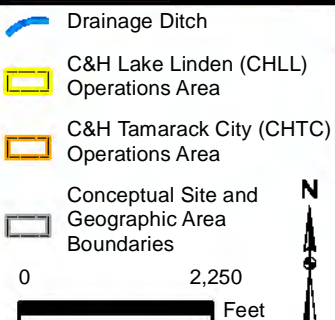 Drainage Ditch
C&H Lake Linden (CHLL)
Operations Area
C&H Tamarack City (CHTC)
Operations Area
Conceptual Site and
Geographic Area
Boundaries
N
0 2,250
Feet